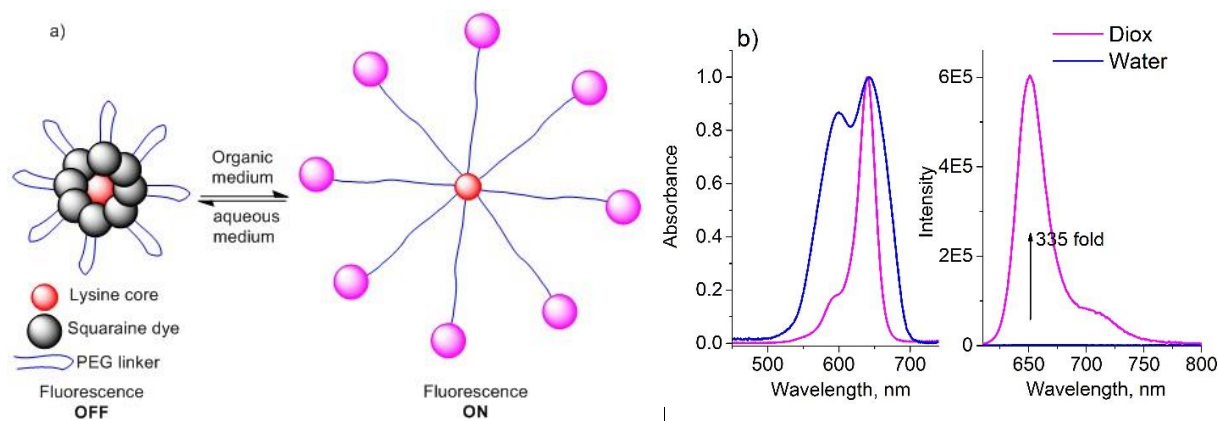 a)
Organic
medium
aqueous
medium
Lysine core
Squaraine dye
PEG linker
Fluorescence
OFF
Fluorescence
ON
b)
Absorbance
1.0
0.8
0.6
0.4
0.2
0.0
500
600
700
Wavelength, nm
Diox
Water
Intensity
6E5
4E5
2E5
0
335 fold
650
700
750
800
Wavelength, nm